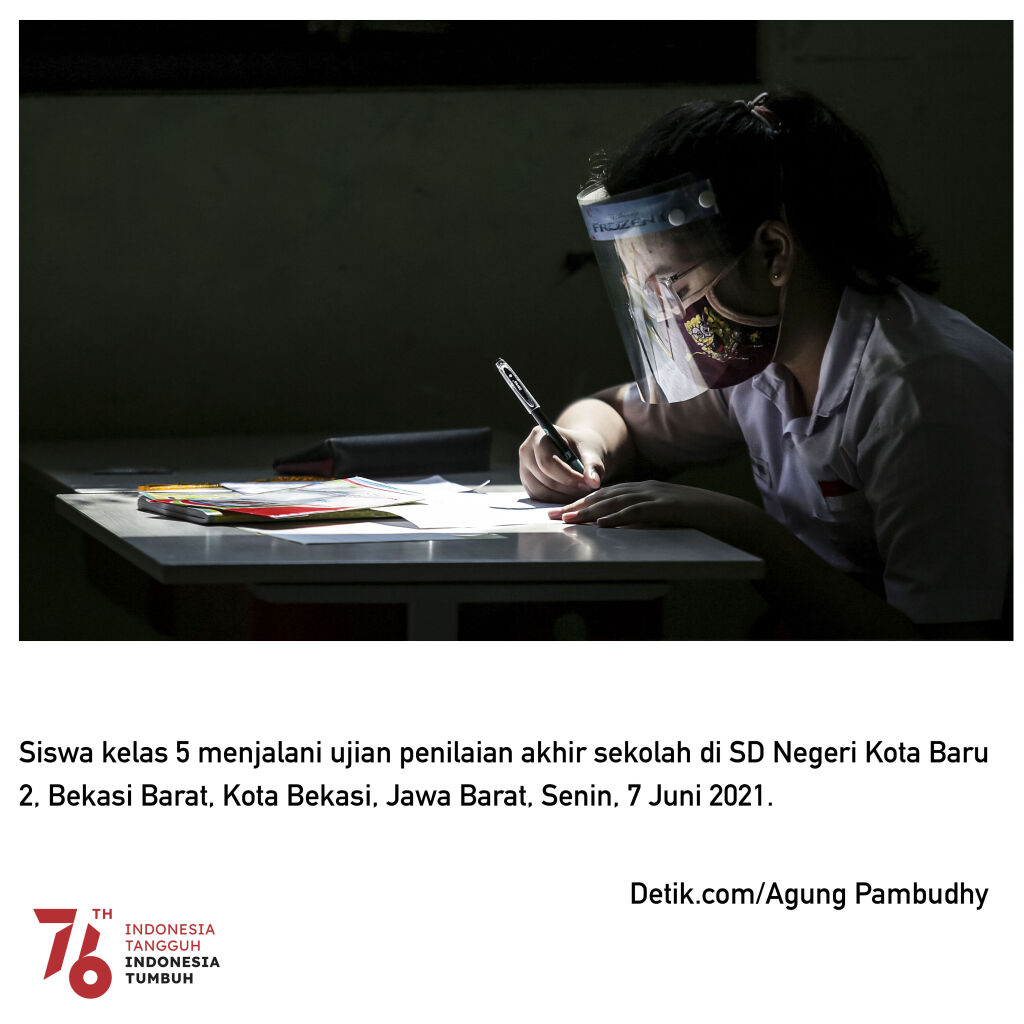 FROZEN
Siswa kelas 5 menjalani ujian penilaian akhir sekolah di SD Negeri Kota Baru
2, Bekasi Barat, Kota Bekasi, Jawa Barat, Senin, 7 Juni 2021.
Detik.com/Agung Pambudhy
76 TH
INDONESIA
TANGGUH
INDONESIA
TUMBUH